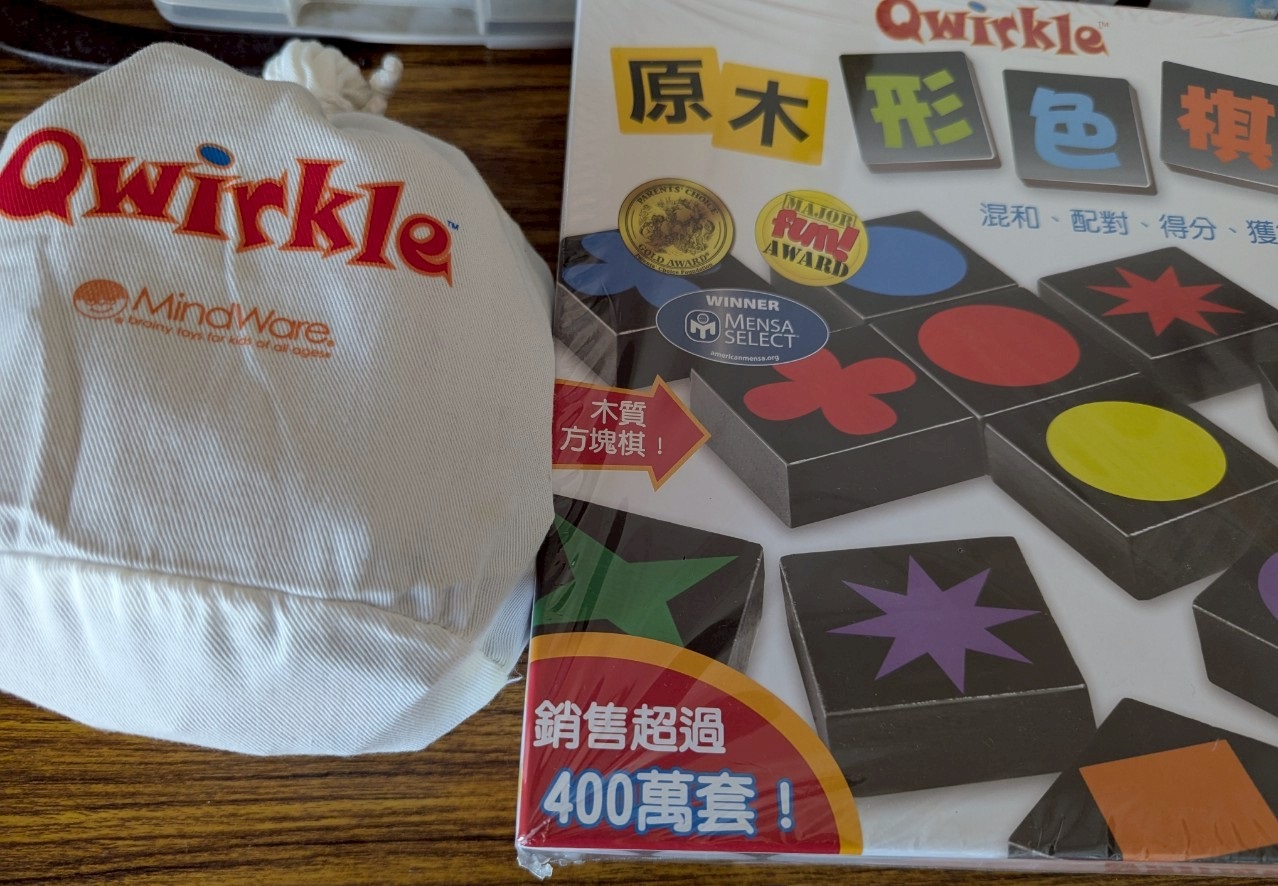 Qwirkle™
MindWare®
brainy toys for kids of all ages®
Qwirkle™
原木形色棋
混和、配對、得分、獲
PARENTS' CHOICE
GOLD AWARD®
MAJOR
fun!
AWARD
WINNER
MENSA
SELECT®
americanmensa.org
木質
方塊棋！
銷售超過
400萬套！